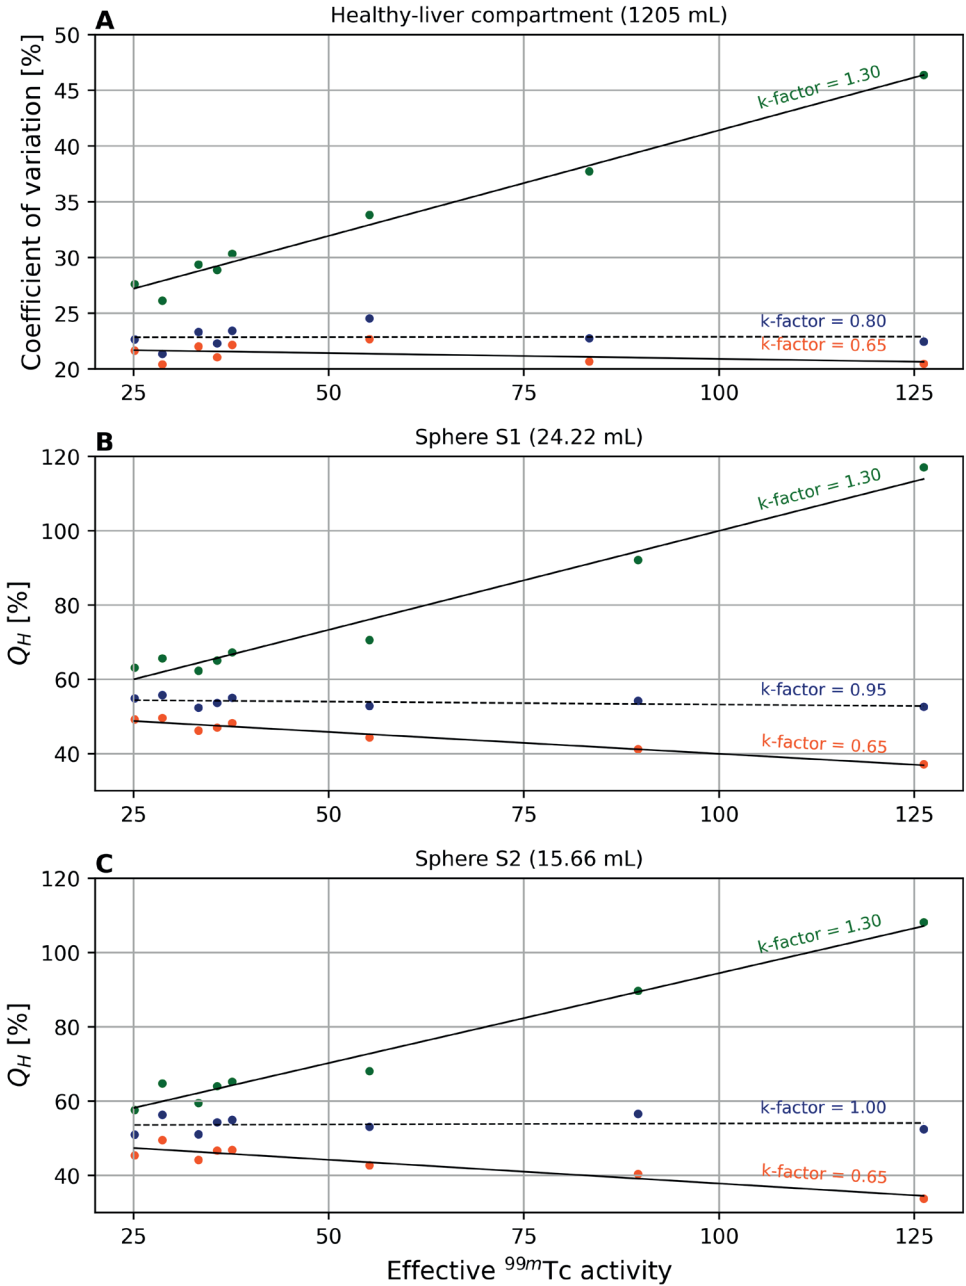 A Healthy-liver compartment (1205 mL)
Coefficient of variation [%]
50
45
40
35
30
25
20
k-factor = 1.30
k-factor = 0.80
k-factor = 0.65
25 50 75 100 125
B Sphere S1 (24.22 mL)
Q_H [%]
120
100
80
60
40
k-factor = 1.30
k-factor = 0.95
k-factor = 0.65
25 50 75 100 125
C Sphere S2 (15.66 mL)
Q_H [%]
120
100
80
60
40
k-factor = 1.30
k-factor = 1.00
k-factor = 0.65
25 50 75 100 125
Effective ⁹⁹ᵐTc activity